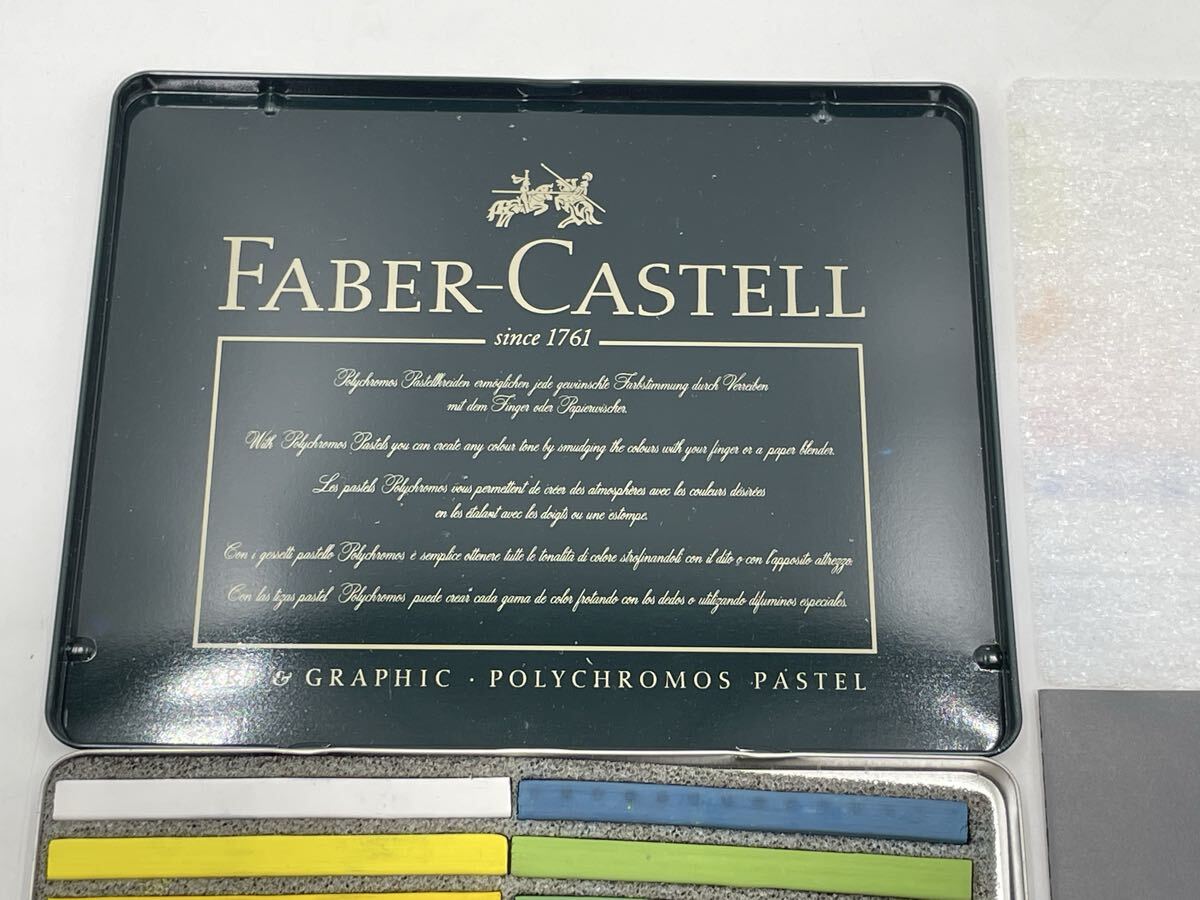 FABER-CASTELL
since 1761
Polychromos Pastellkreiden ermöglichen jede gewünschte Farbstimmung durch Verreiben
mit dem Finger oder Papierwischer.
With Polychromos Pastels you can create any colour tone by smudging the colours with your finger or a paper blender.
Les pastels Polychromos vous permettent de créer des atmosphères avec les couleurs désirées
en les étalant avec les doigts ou une estompe.
Con i gessetti pastello Polychromos è semplice ottenere tutte le tonalità di colore strofinandoli con il dito o con l'apposito attrezzo.
Con las tizas pastel Polychromos puede crear cada gama de color frotando con los dedos o utilizando difuminos especiales.
ART & GRAPHIC · POLYCHROMOS PASTEL